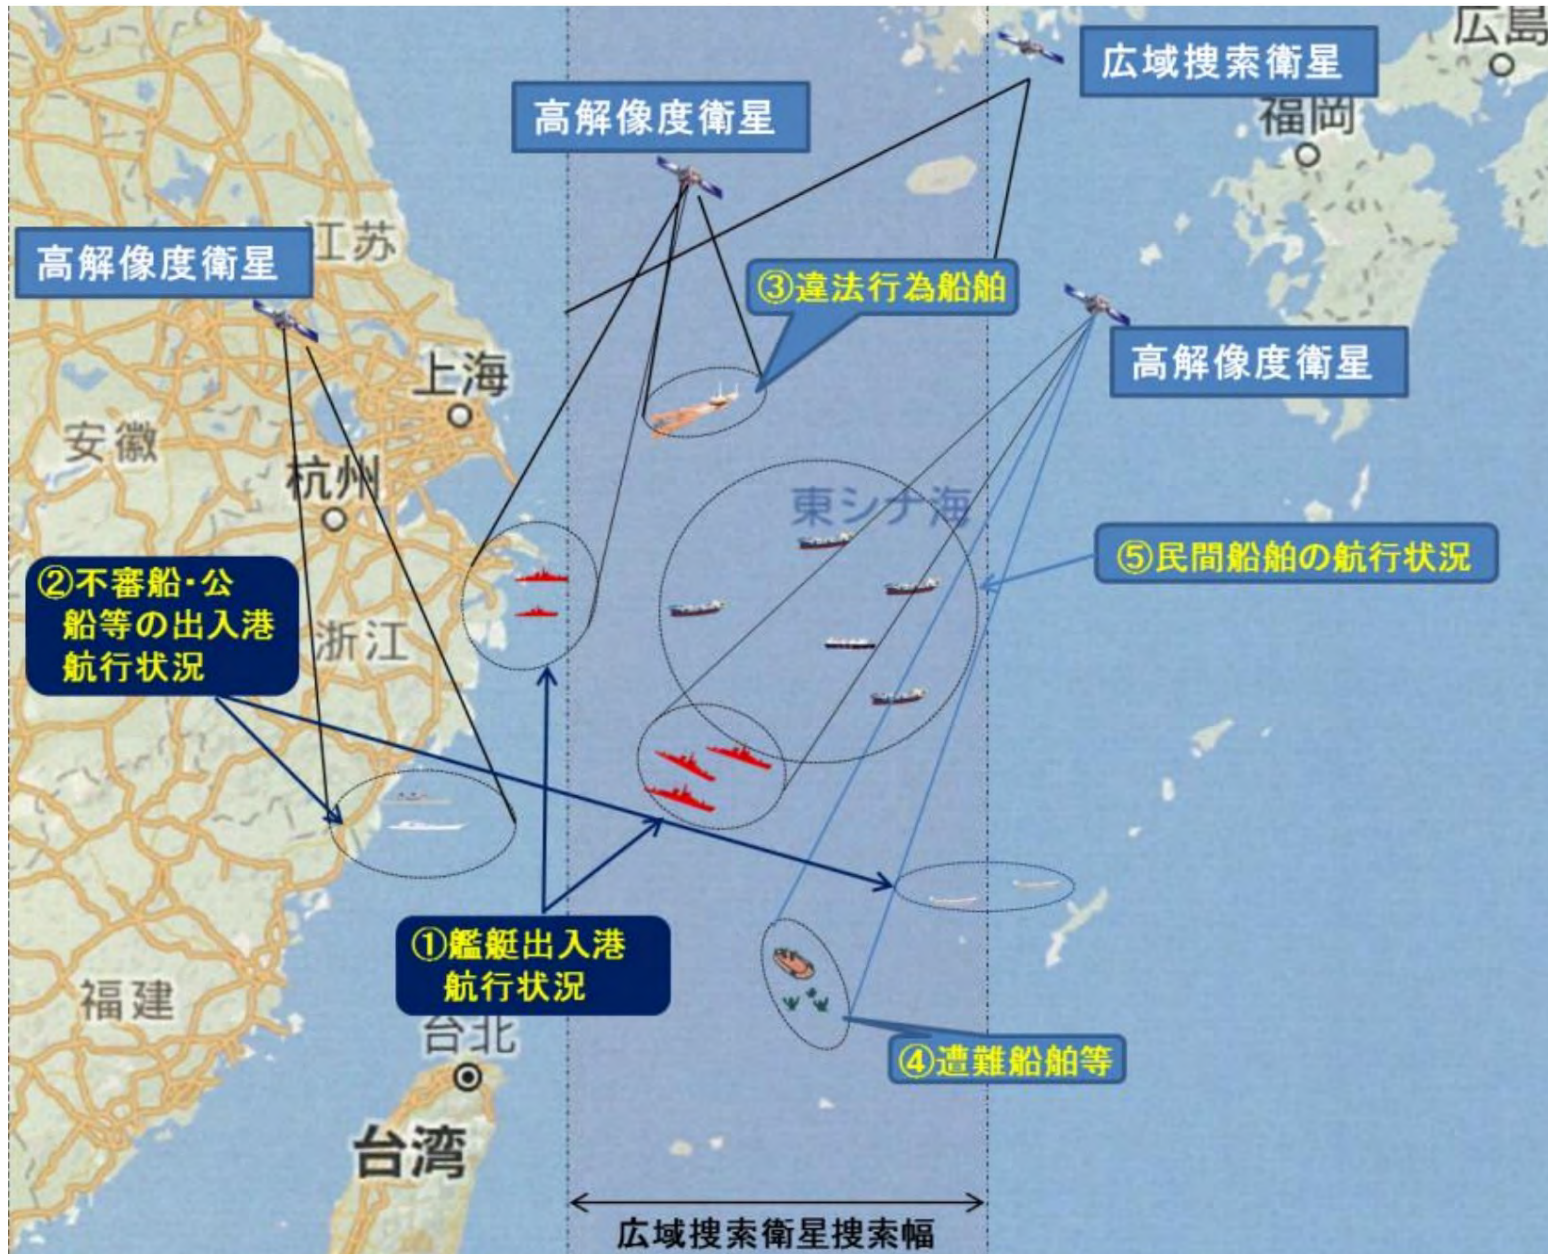 広島
広域捜索衛星
高解像度衛星
福岡
江苏
高解像度衛星
③違法行為船舶
高解像度衛星
上海
安徽
杭州
東シナ海
⑤民間船舶の航行状況
②不審船・公
船等の出入港
航行状況
浙江
①艦艇出入港
航行状況
福建
台北
④遭難船舶等
台湾
広域捜索衛星捜索幅